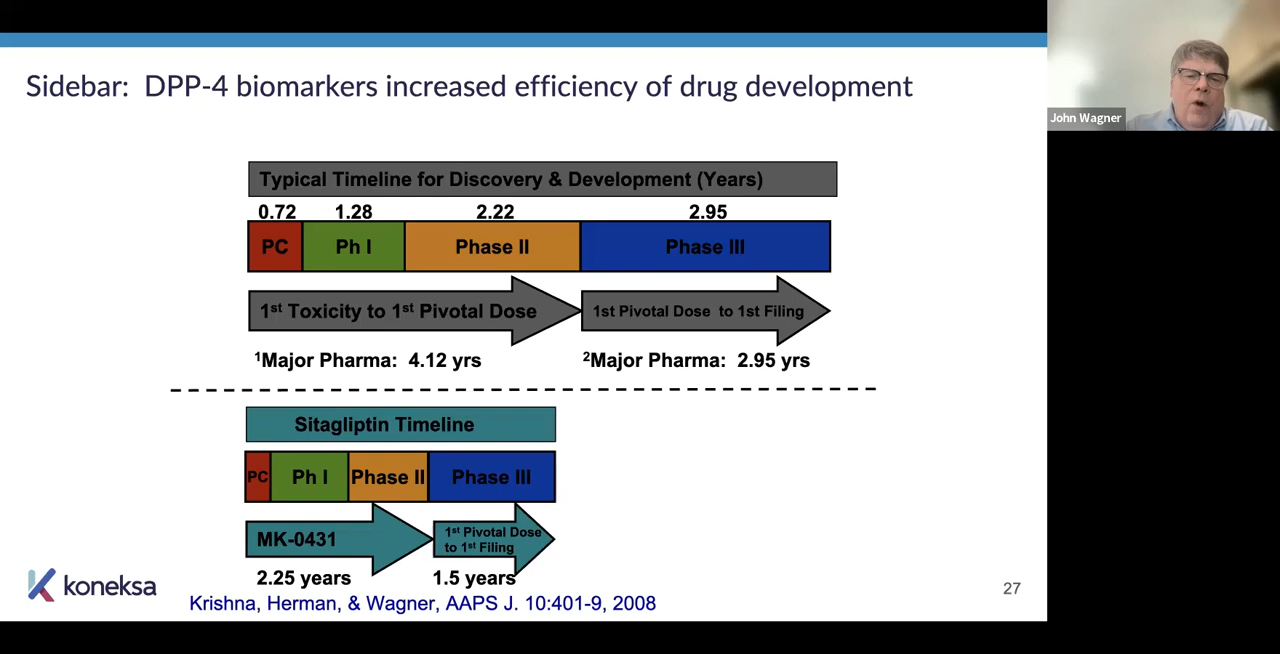 Sidebar: DPP-4 biomarkers increased efficiency of drug development
John Wagner
Typical Timeline for Discovery & Development (Years)
0.72 1.28 2.22 2.95
PC Ph I Phase II Phase III
1st Toxicity to 1st Pivotal Dose
1st Pivotal Dose to 1st Filing
1Major Pharma: 4.12 yrs
2Major Pharma: 2.95 yrs
Sitagliptin Timeline
PC Ph I Phase II Phase III
MK-0431
1st Pivotal Dose
to 1st Filing
2.25 years
1.5 years
koneksa
Krishna, Herman, & Wagner, AAPS J. 10:401-9, 2008
27